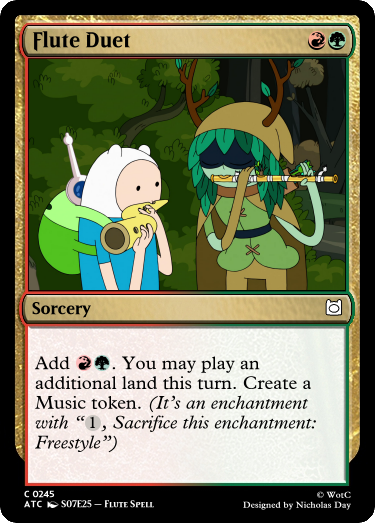 Flute Duet
Sorcery
Add. You may play an
additional land this turn. Create a
Music token. (It's an enchantment
with “1, Sacrifice this enchantment:
Freestyle”)
C 0245
© WotC
ATC S07E25 – Flute Spell
Designed by Nicholas Day